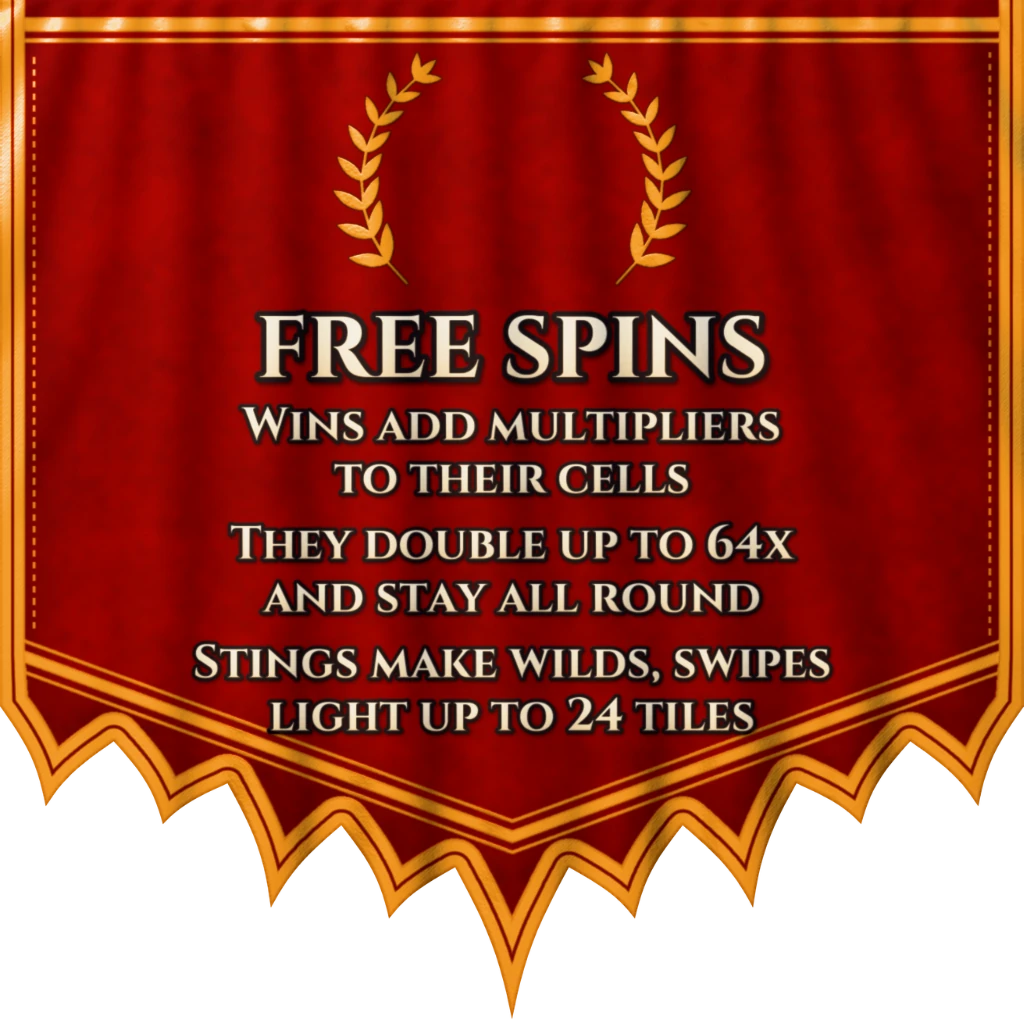 FREE SPINS
WINS ADD MULTIPLIERS
TO THEIR CELLS
THEY DOUBLE UP TO 64X
AND STAY ALL ROUND
STINGS MAKE WILDS, SWIPES
LIGHT UP TO 24 TILES